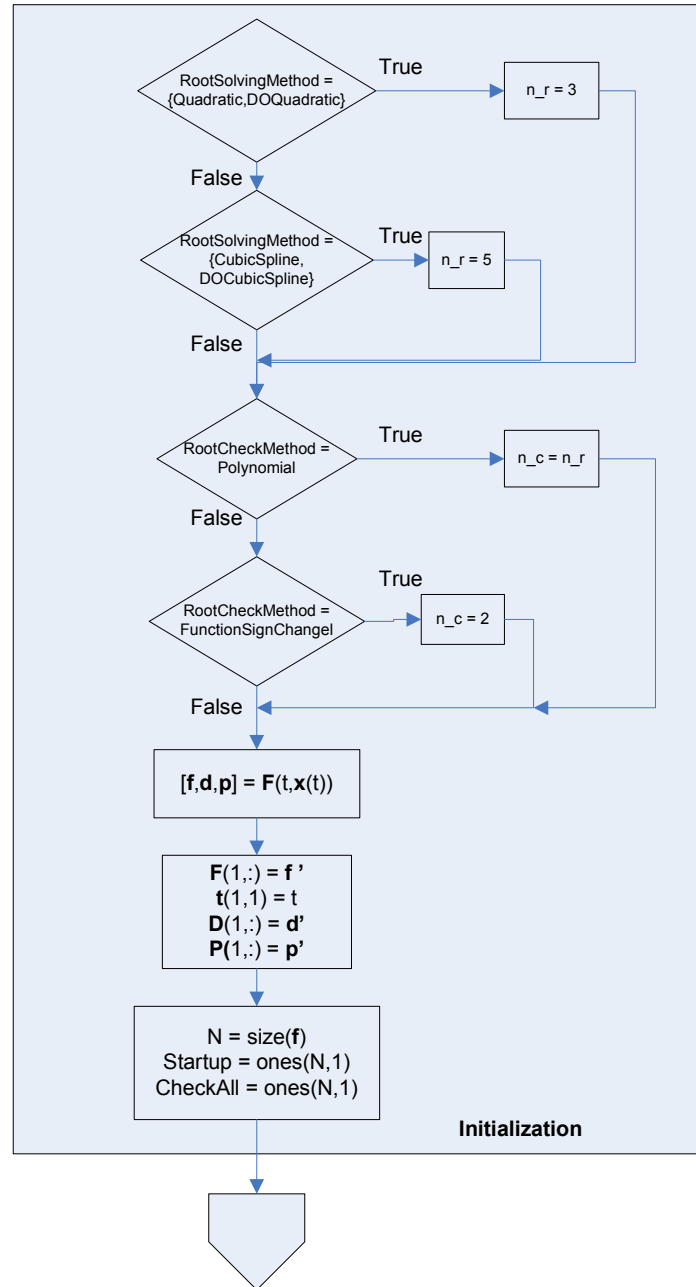 RootSolvingMethod =
{Quadratic,DOQuadratic}
True
n_r = 3
False
RootSolvingMethod =
{CubicSpline,
DOCubicSpline}
True
n_r = 5
False
RootCheckMethod =
Polynomial
True
n_c = n_r
False
RootCheckMethod =
FunctionSignChangel
True
n_c = 2
False
[f,d,p] = F(t,x(t))
F(1,:) = f '
t(1,1) = t
D(1,:) = d'
P(1,:) = p'
N = size(f)
Startup = ones(N,1)
CheckAll = ones(N,1)
Initialization